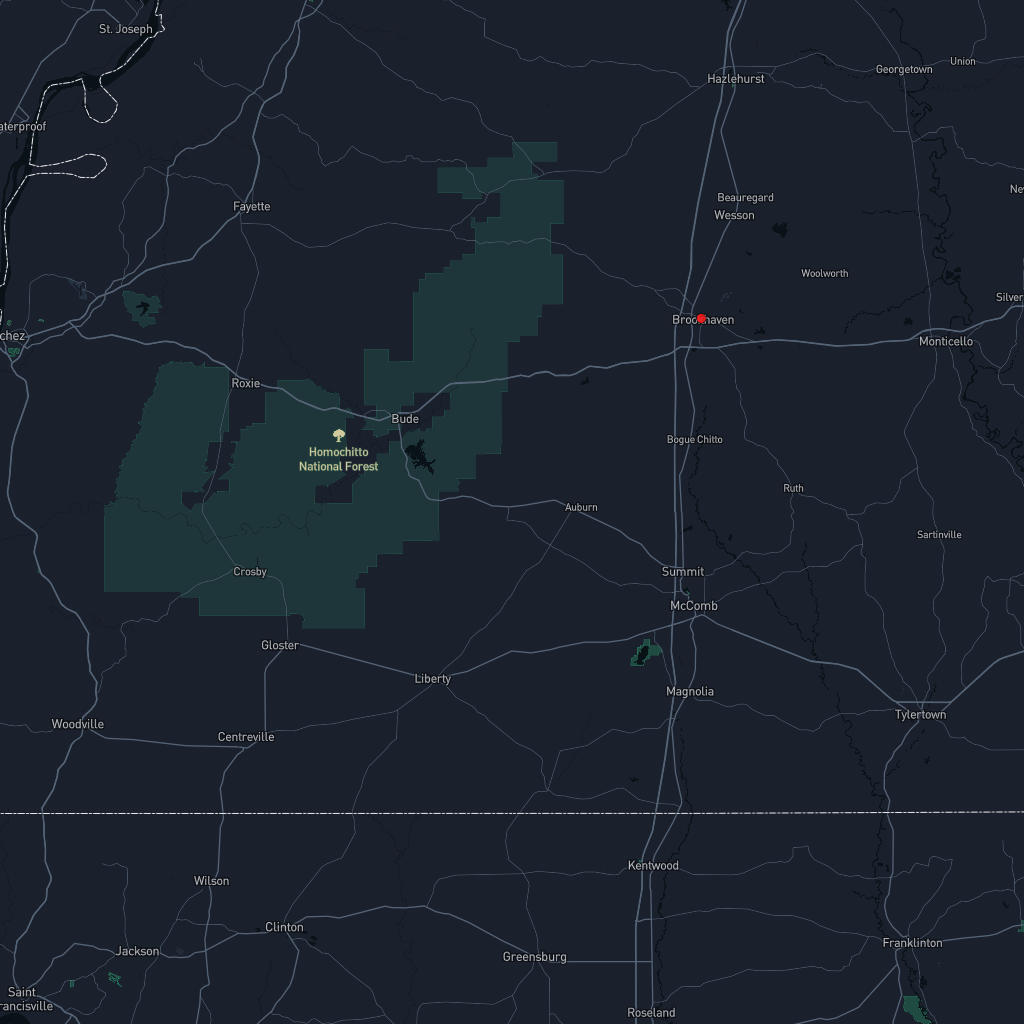 St. Joseph
Union
Georgetown
Hazlehurst
aterproof
Ne
Beauregard
Fayette
Wesson
Woolworth
Silver
Brookhaven
chez
Monticello
Roxie
Bude
Bogue Chitto
Homochitto
National Forest
Ruth
Auburn
Sartinville
Crosby
Summit
McComb
Gloster
Liberty
Magnolia
Tylertown
Woodville
Centreville
Kentwood
Wilson
Clinton
Franklinton
Jackson
Greensburg
Saint
rancisville
Roseland